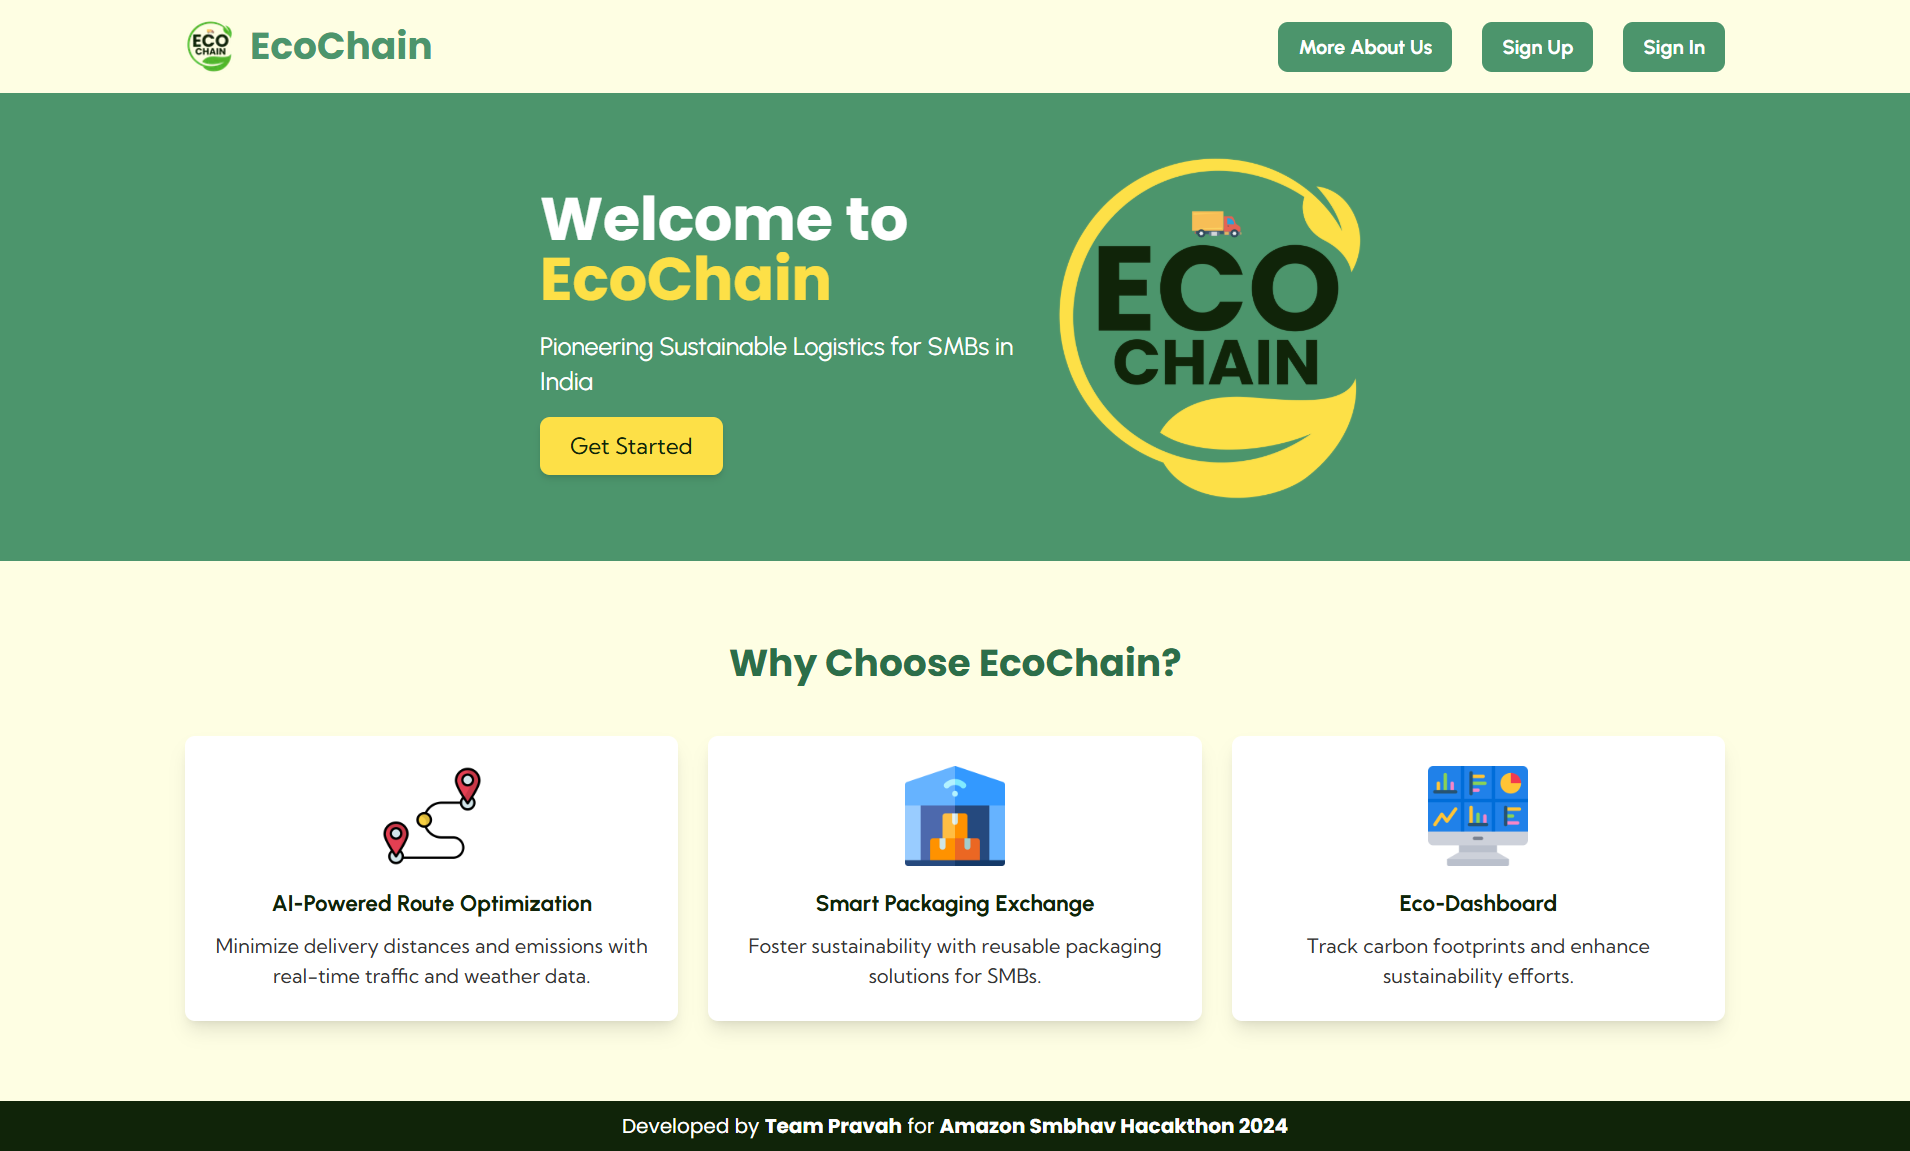 ECO
CHAIN
EcoChain
More About Us
Sign Up
Sign In
Welcome to
EcoChain
Pioneering Sustainable Logistics for SMBs in
India
Get Started
ECO
CHAIN
Why Choose EcoChain?
AI-Powered Route Optimization
Minimize delivery distances and emissions with
real-time traffic and weather data.
Smart Packaging Exchange
Foster sustainability with reusable packaging
solutions for SMBs.
Eco-Dashboard
Track carbon footprints and enhance
sustainability efforts.
Developed by Team Pravah for Amazon Smbhav Hacakthon 2024